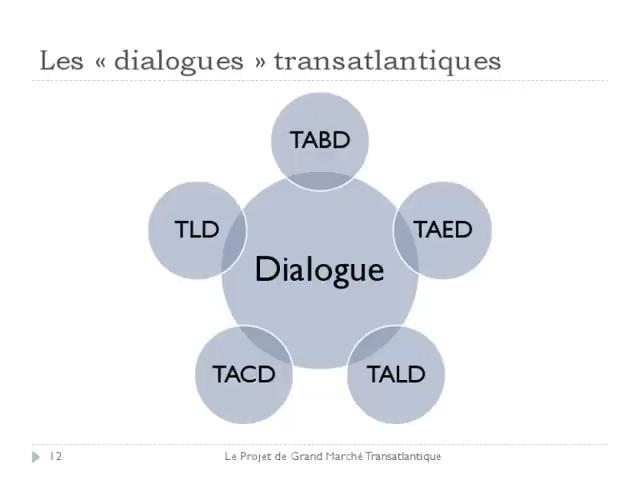 Les « dialogues » transatlantiques
TABD
TLD
TAED
Dialogue
TACD
TALD
12
Le Projet de Grand Marché Transatlantique